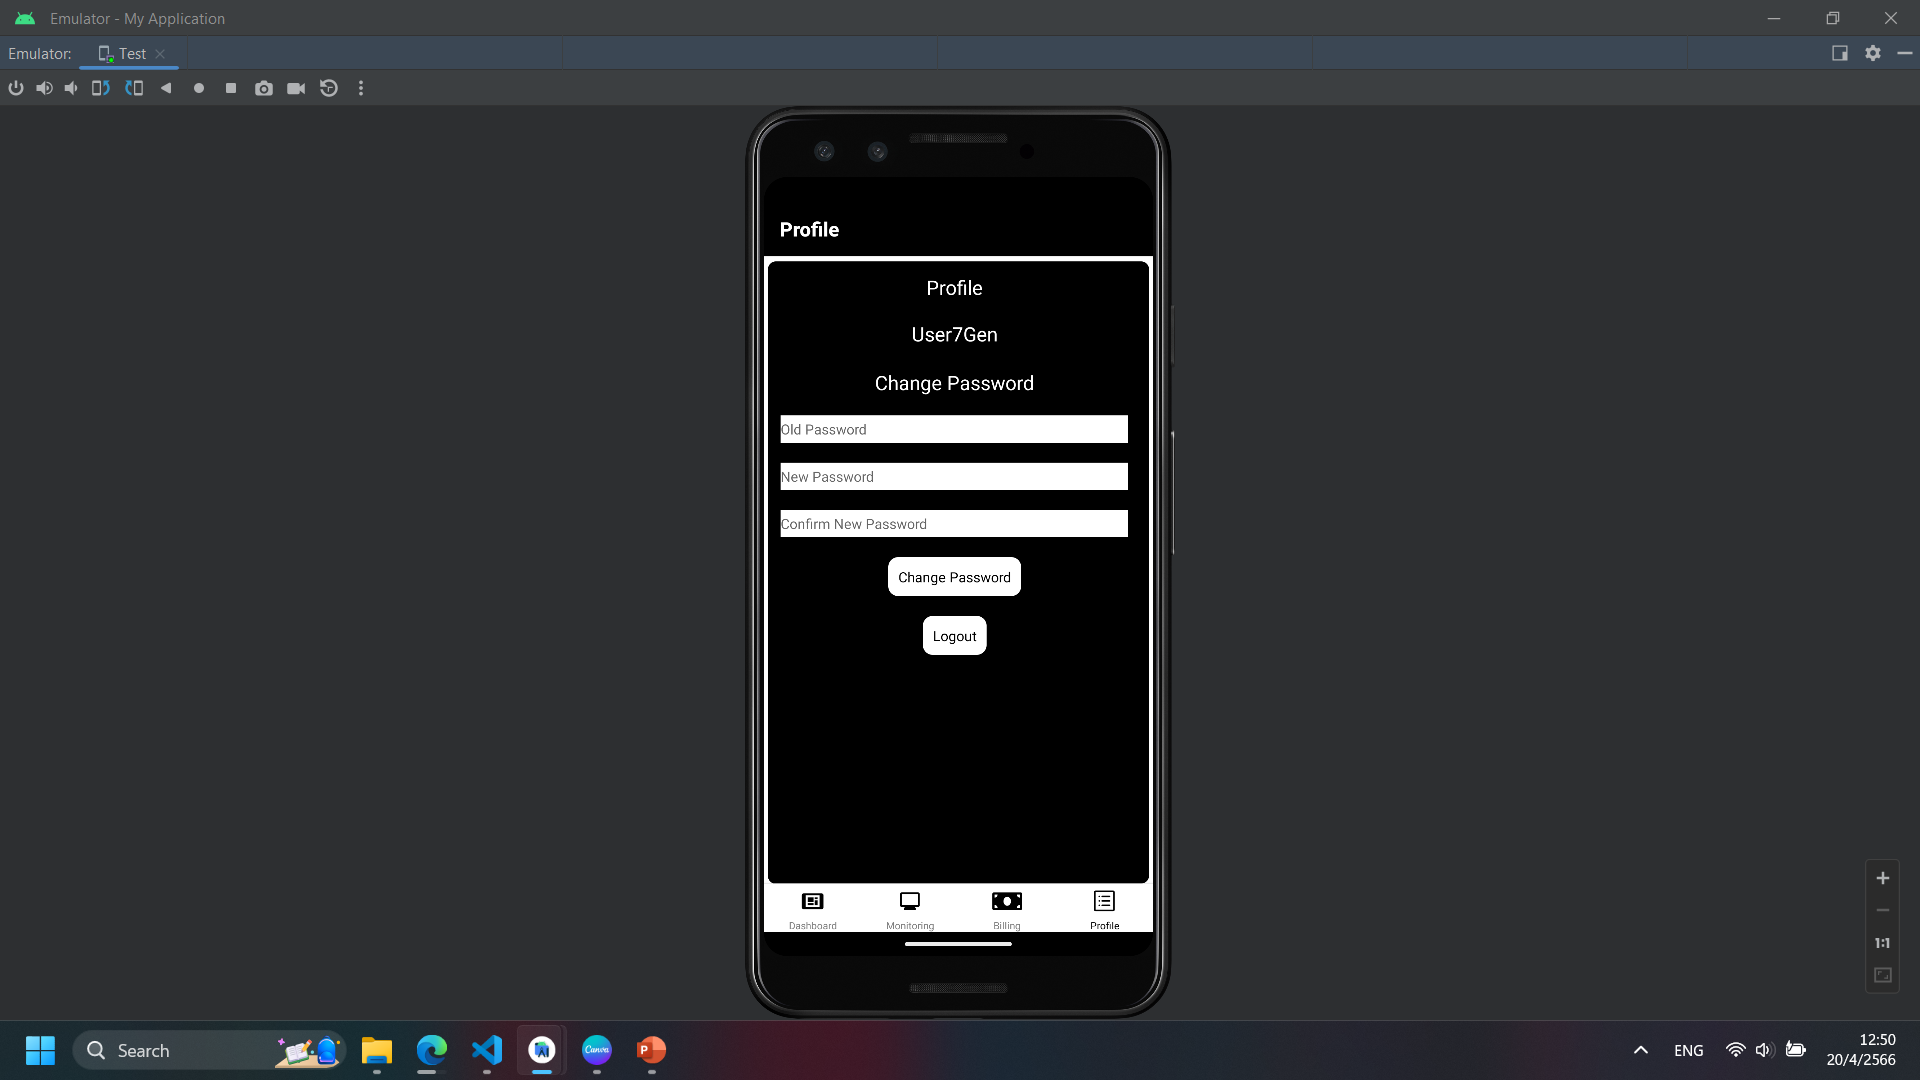 Emulator - My Application
Emulator: Test
Profile
Profile
User7Gen
Change Password
Old Password
New Password
Confirm New Password
Change Password
Logout
Dashboard Monitoring Billing Profile
1:1
Search
Canva
P
ENG
12:50
20/4/2566